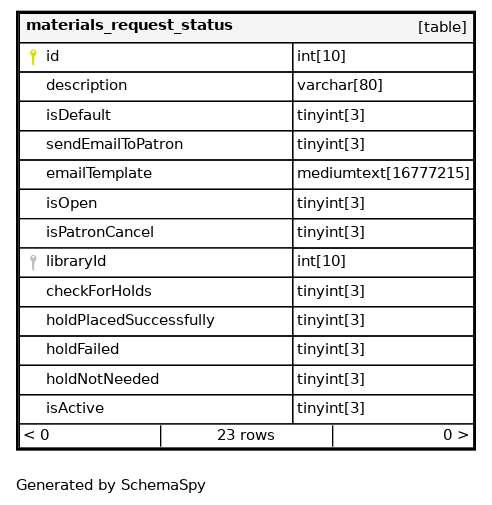 materials_request_status [table]
id int[10]
description varchar[80]
isDefault tinyint[3]
sendEmailToPatron tinyint[3]
emailTemplate mediumtext[16777215]
isOpen tinyint[3]
isPatronCancel tinyint[3]
libraryId int[10]
checkForHolds tinyint[3]
holdPlacedSuccessfully tinyint[3]
holdFailed tinyint[3]
holdNotNeeded tinyint[3]
isActive tinyint[3]
< 0 23 rows 0 >
Generated by SchemaSpy